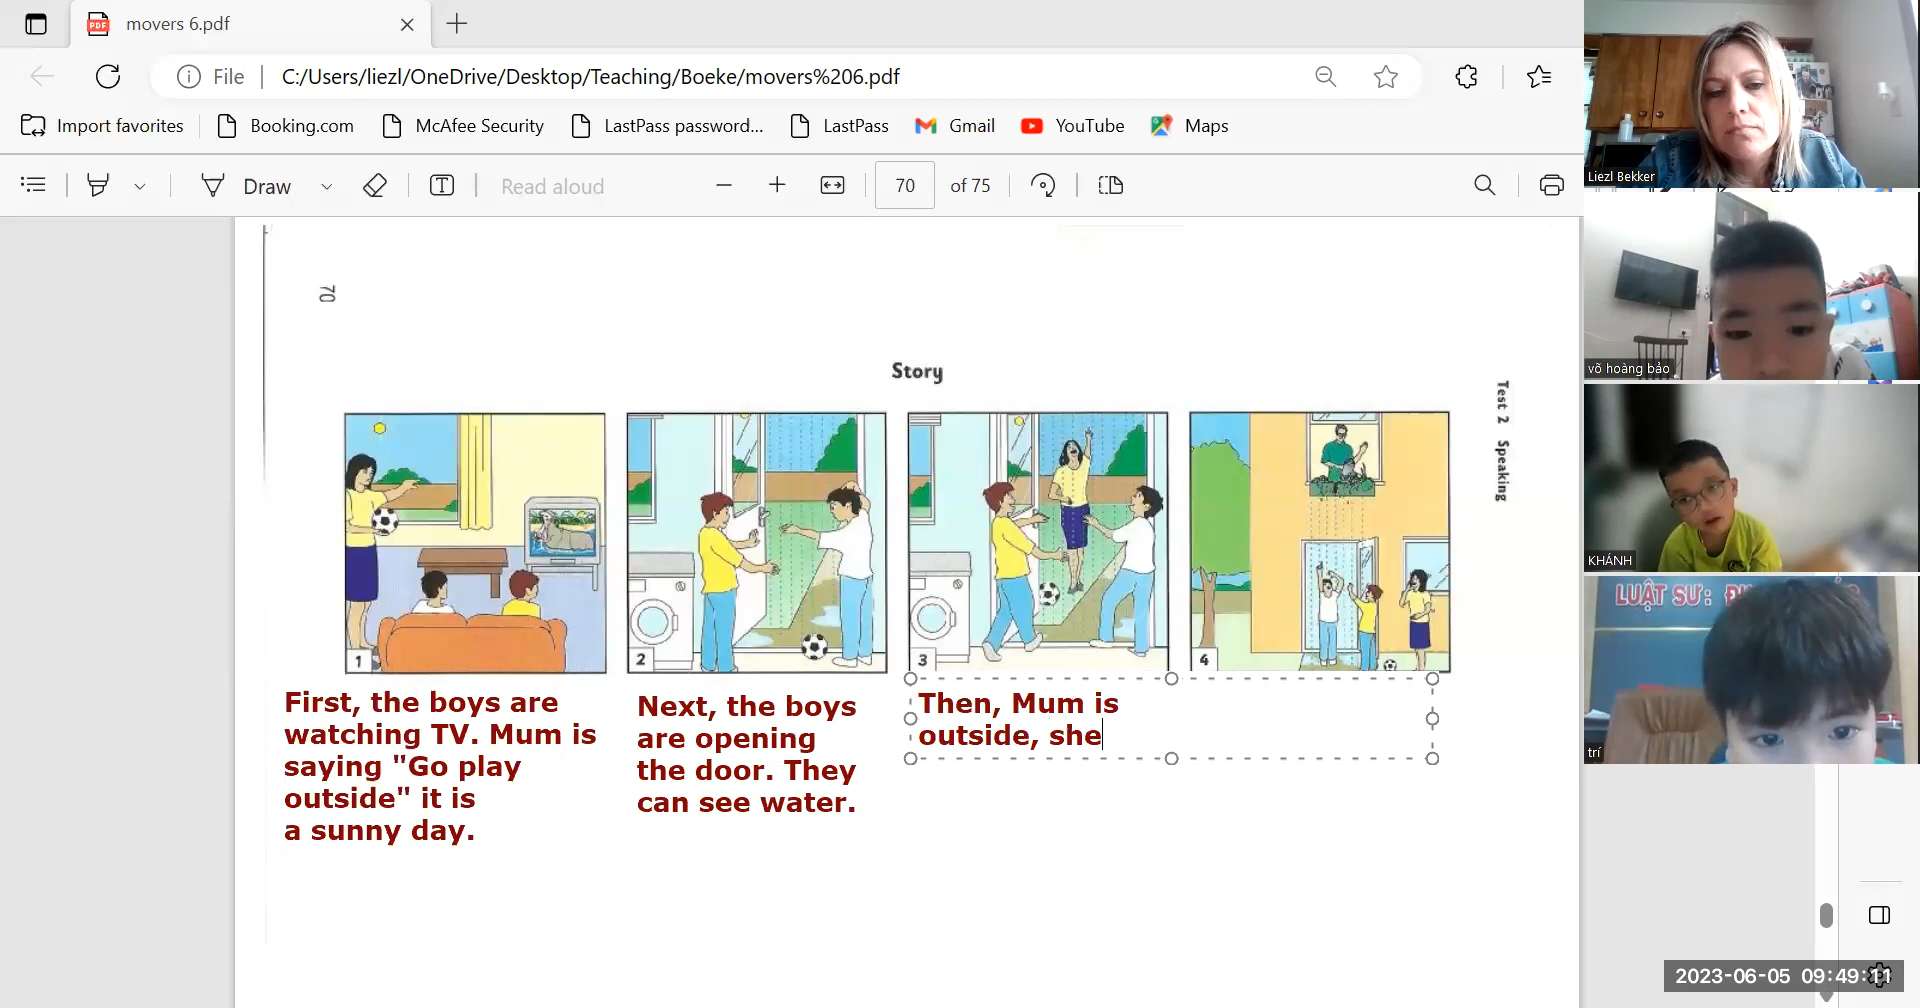 movers 6.pdf
File
C:/Users/liezl/OneDrive/Desktop/Teaching/Boeke/movers%206.pdf
Import favorites
Booking.com
McAfee Security
LastPass password...
LastPass
Gmail
YouTube
Maps
Draw
Read aloud
70
of 75
70
Story
Test 2 Speaking
1
2
3
4
First, the boys are
watching TV. Mum is
saying "Go play
outside" it is
a sunny day.
Next, the boys
are opening
the door. They
can see water.
Then, Mum is
outside, she
Liezl Bekker
võ hoàng bảo
KHÁNH
LUẬT SƯ:
trí
2023-06-05 09:49:11